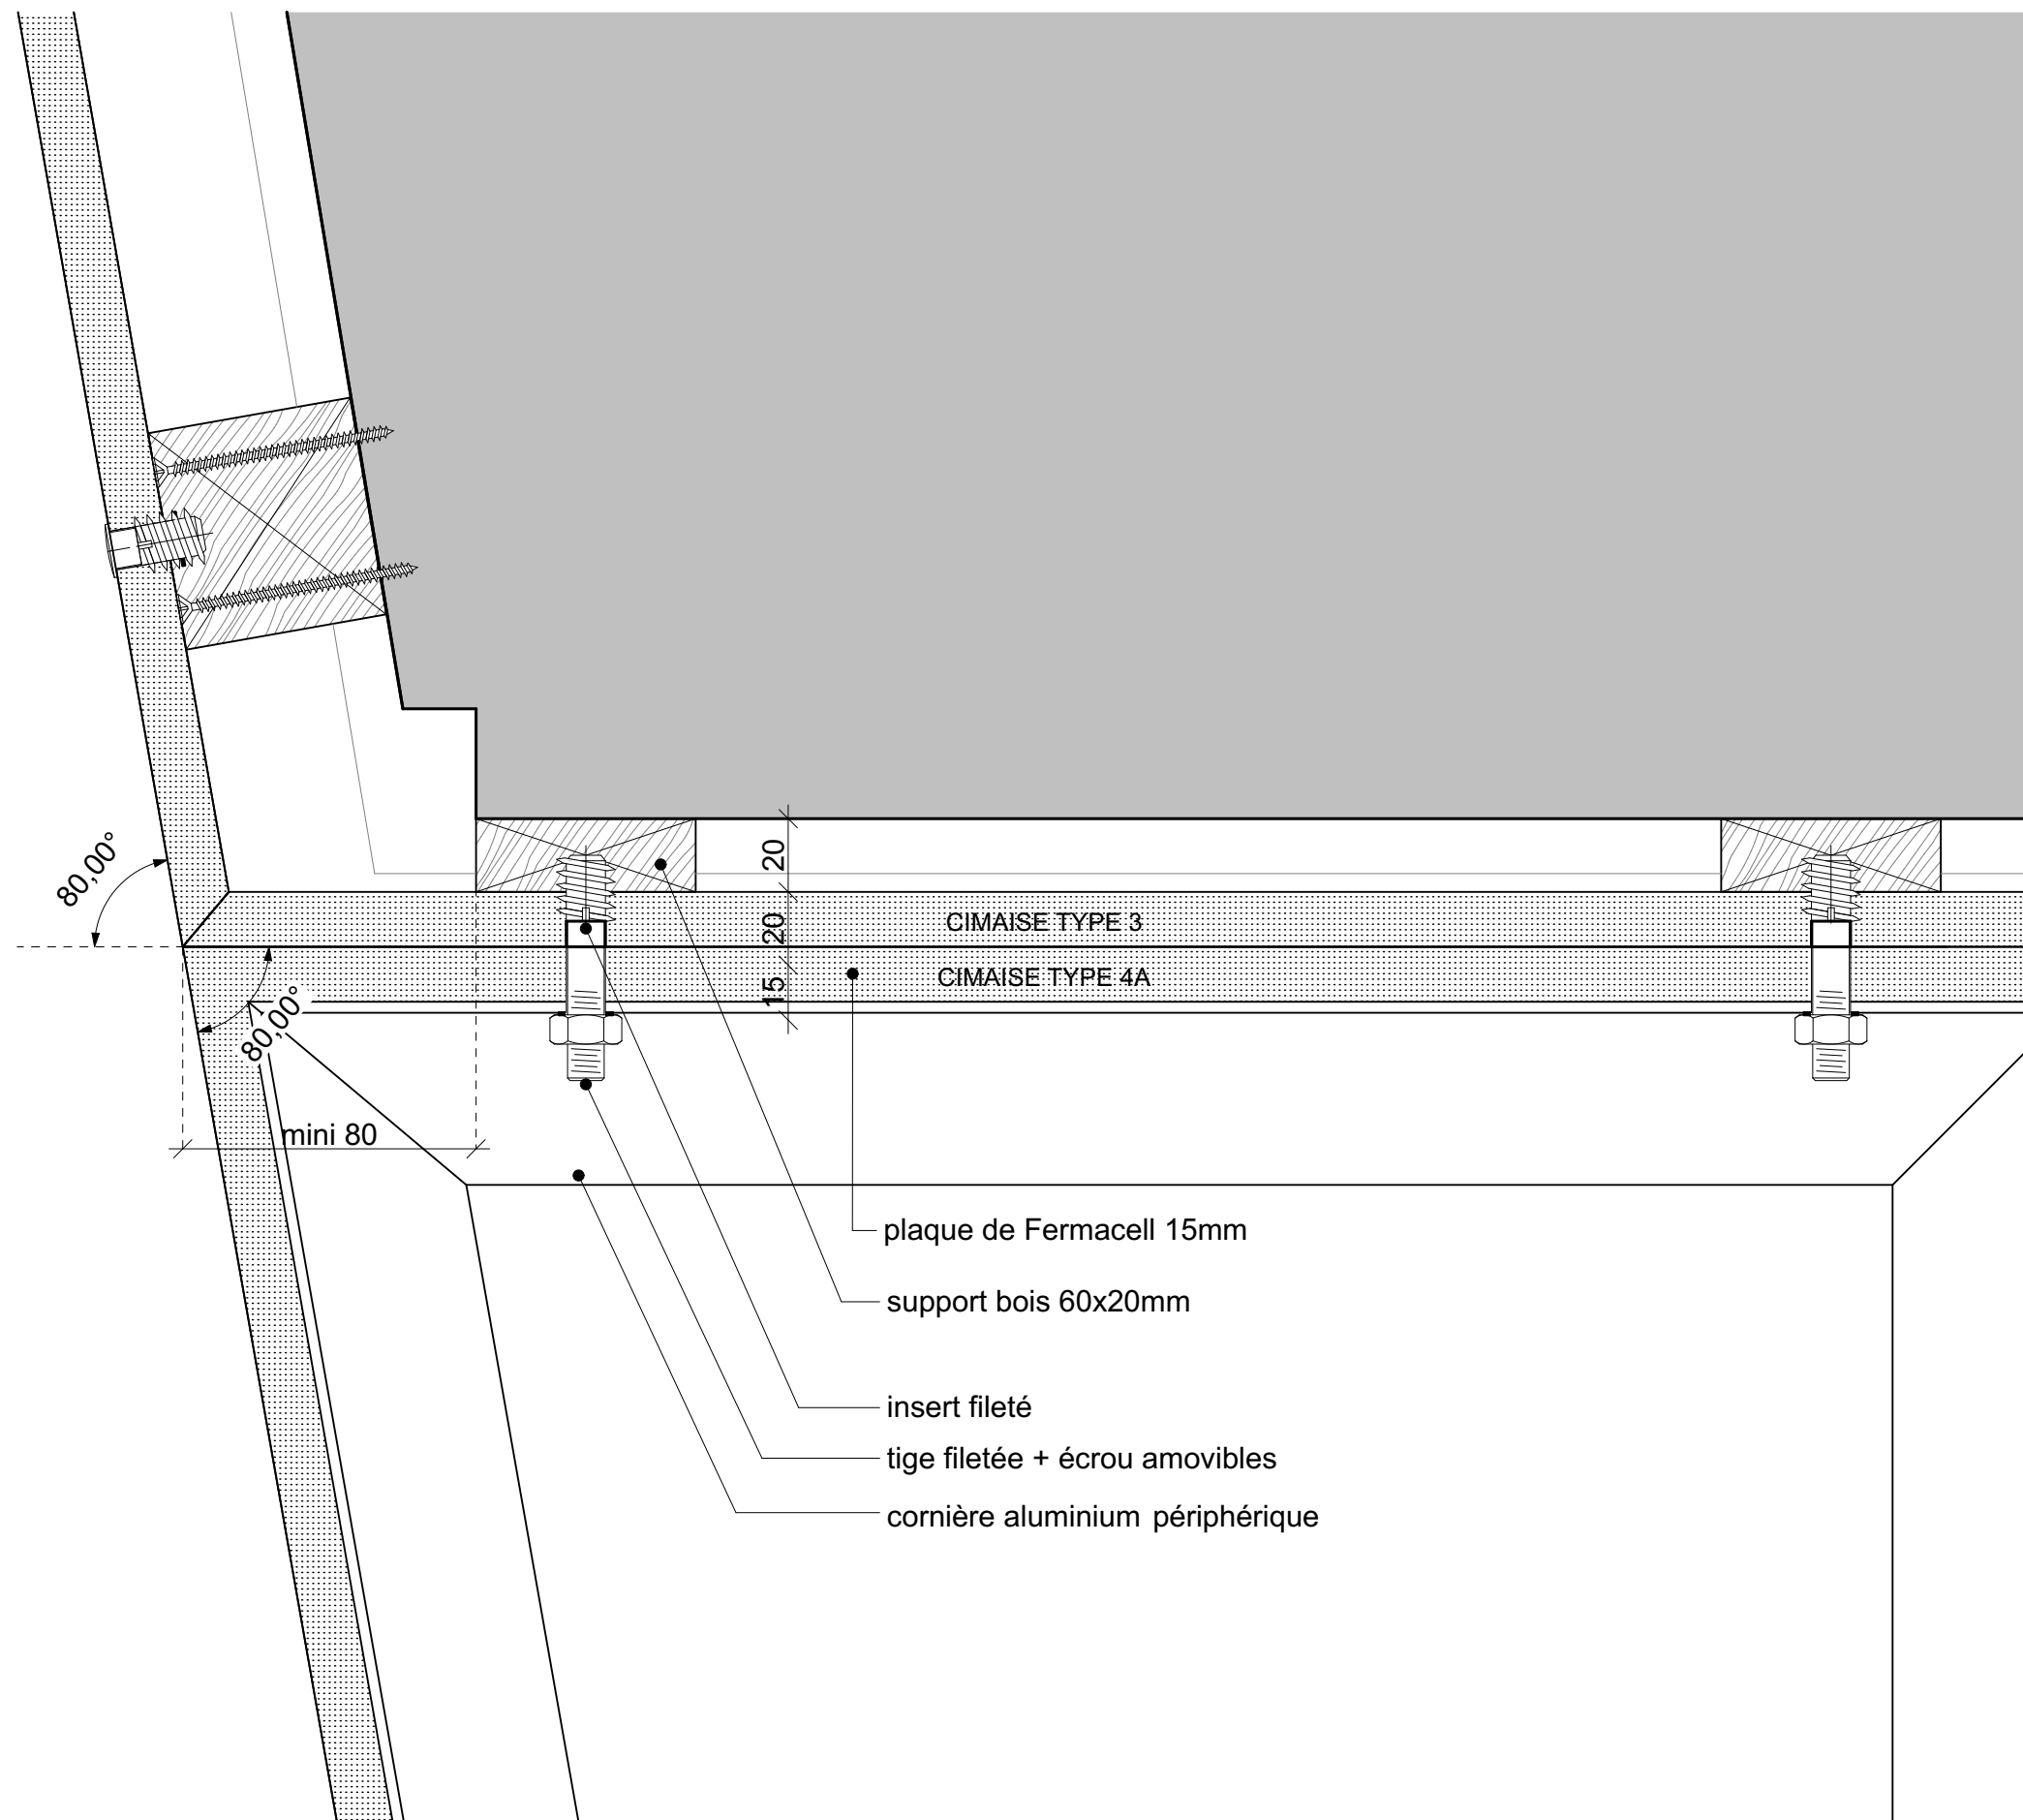 80,00°
20
20
15
CIMAISE TYPE 3
CIMAISE TYPE 4A
80,00°
mini 80
plaque de Fermacell 15mm
support bois 60x20mm
insert fileté
tige filetée + écrou amovibles
cornière aluminium périphérique